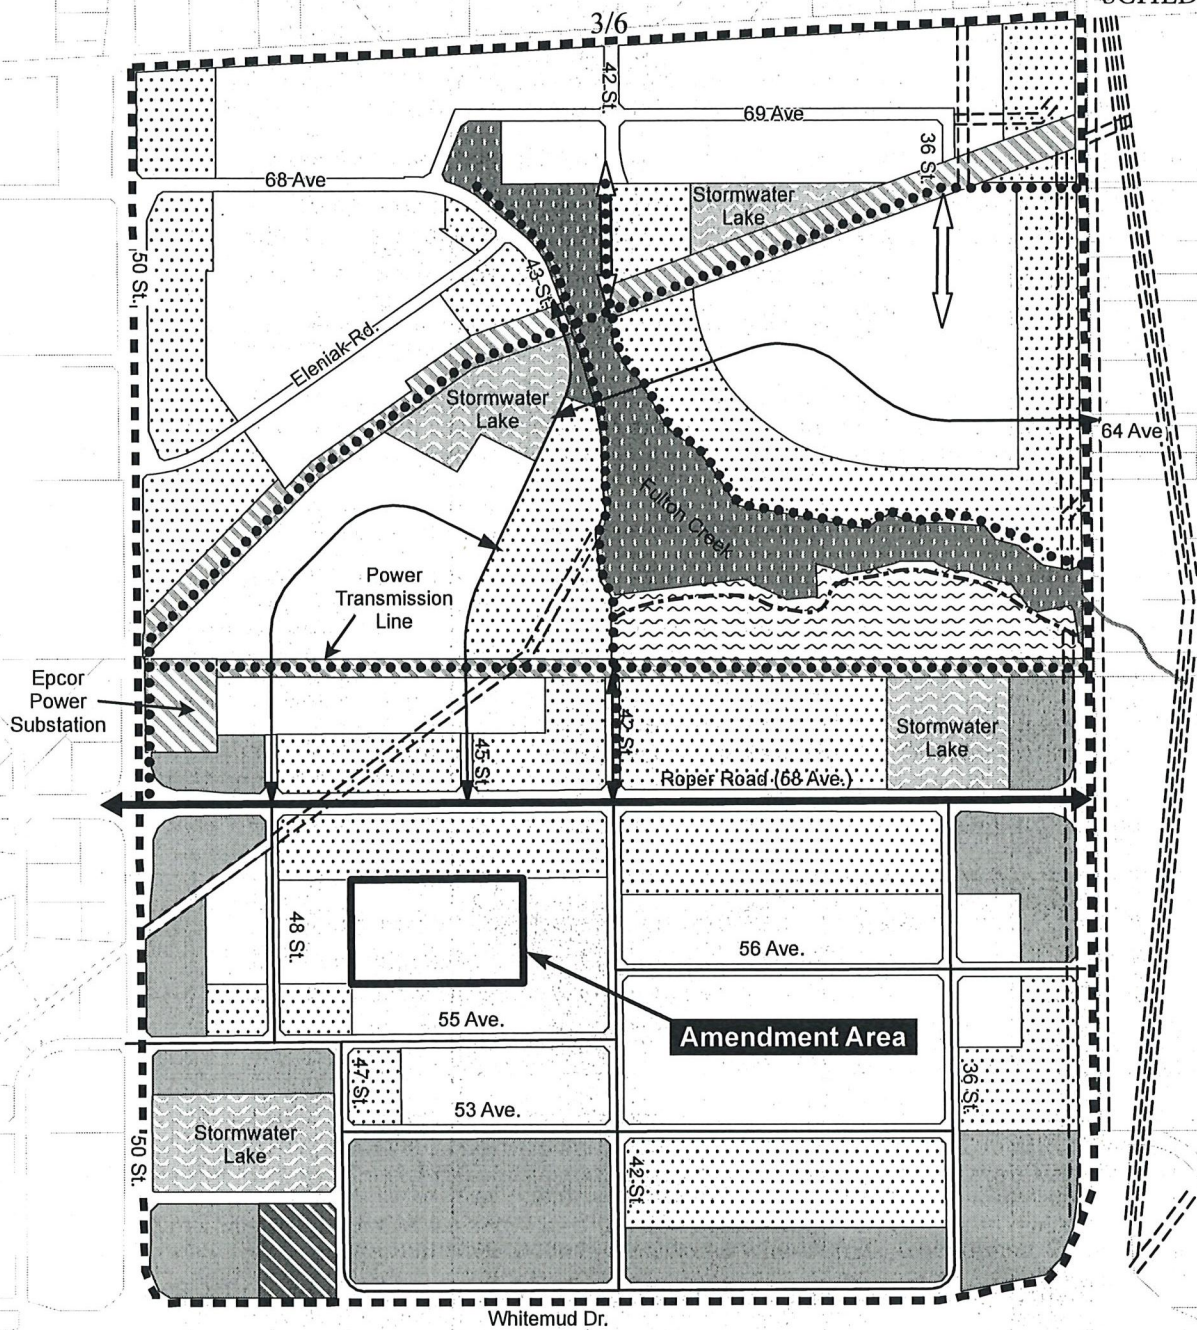 SCHED
3/6
42 St.
69 Ave
36 St.
68 Ave
Stormwater
Lake
50 St.
43 St.
Eleniak Rd.
Stormwater
Lake
64 Ave
Fulton Creek
Power
Transmission
Line
Epcor
Power
Substation
42 St
Stormwater
Lake
45 St.
Roper Road (68 Ave.)
48 St.
56 Ave.
55 Ave.
Amendment Area
47 St.
36 St.
53 Ave.
Stormwater
Lake
50 St.
42 St.
Whitemud Dr.